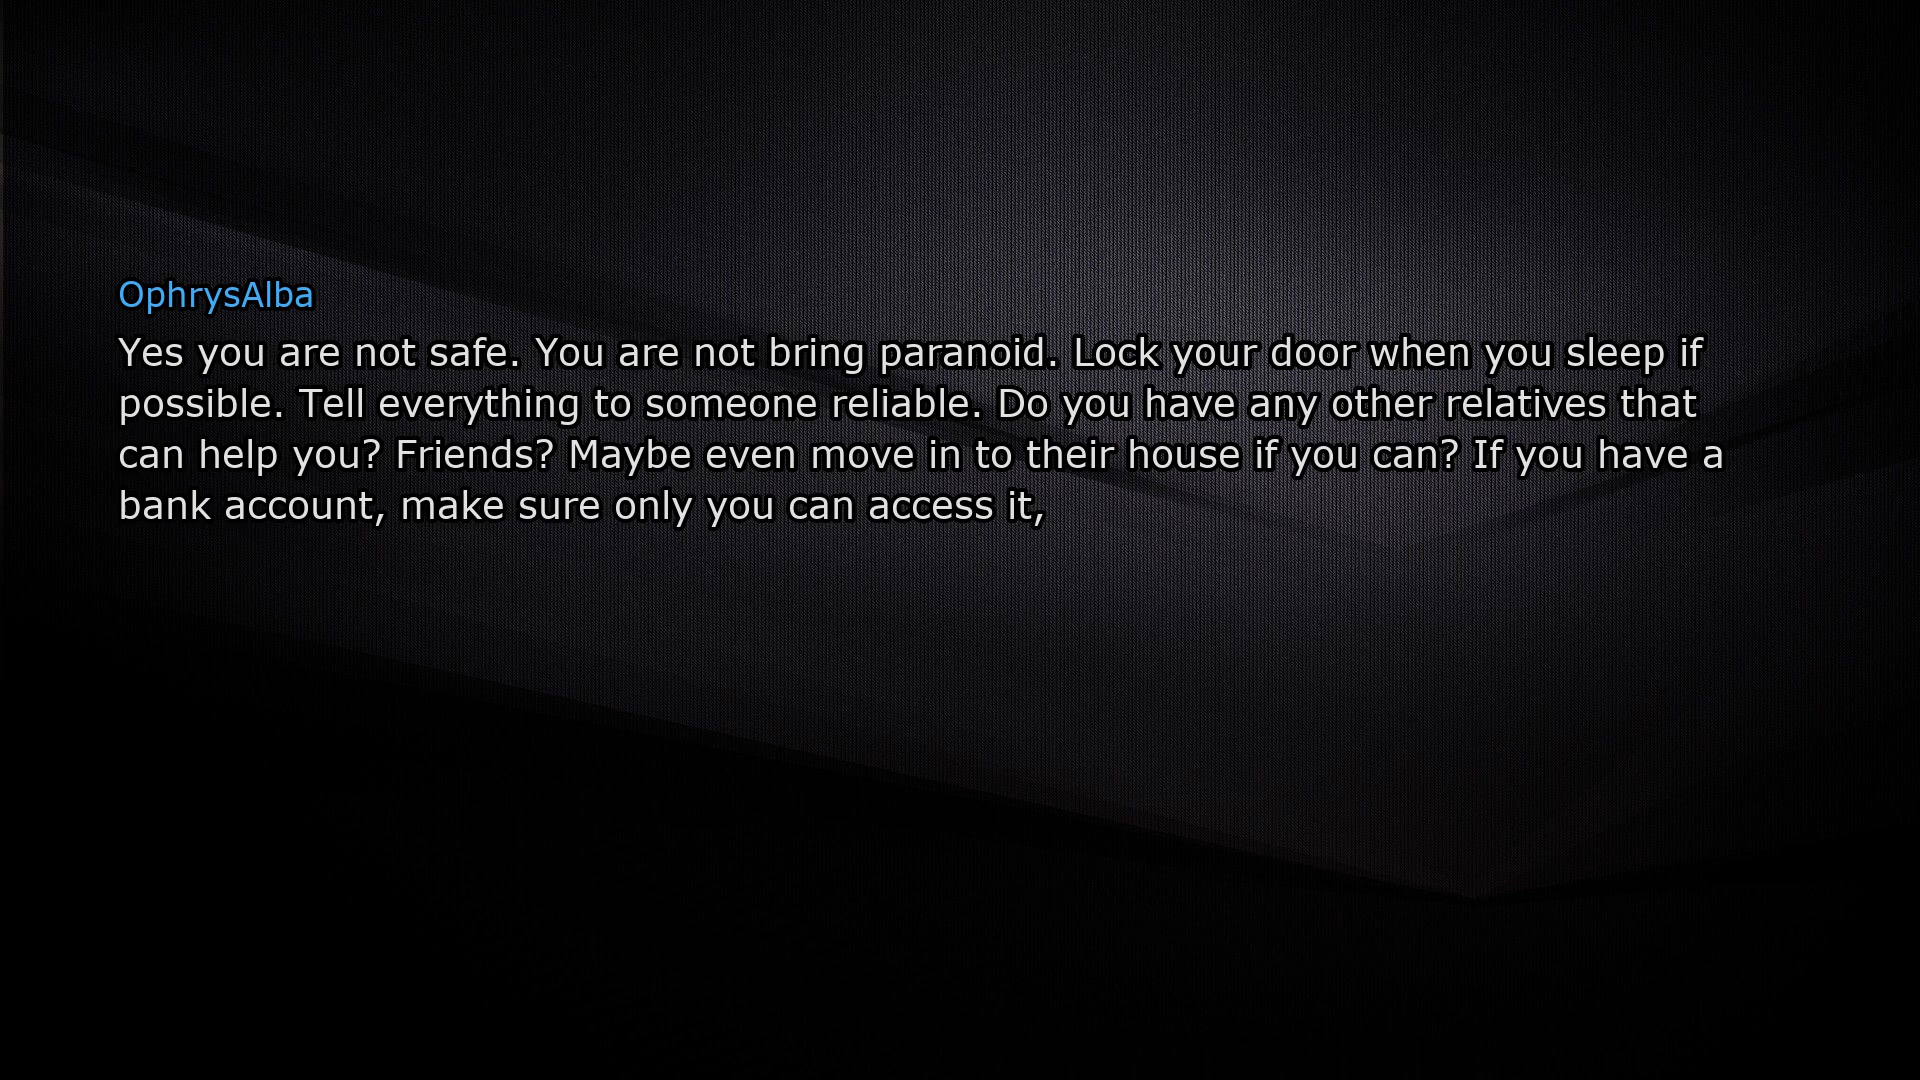 OphrysAlba
Yes you are not safe. You are not bring paranoid. Lock your door when you sleep if
possible. Tell everything to someone reliable. Do you have any other relatives that
can help you? Friends? Maybe even move in to their house if you can? If you have a
bank account, make sure only you can access it,